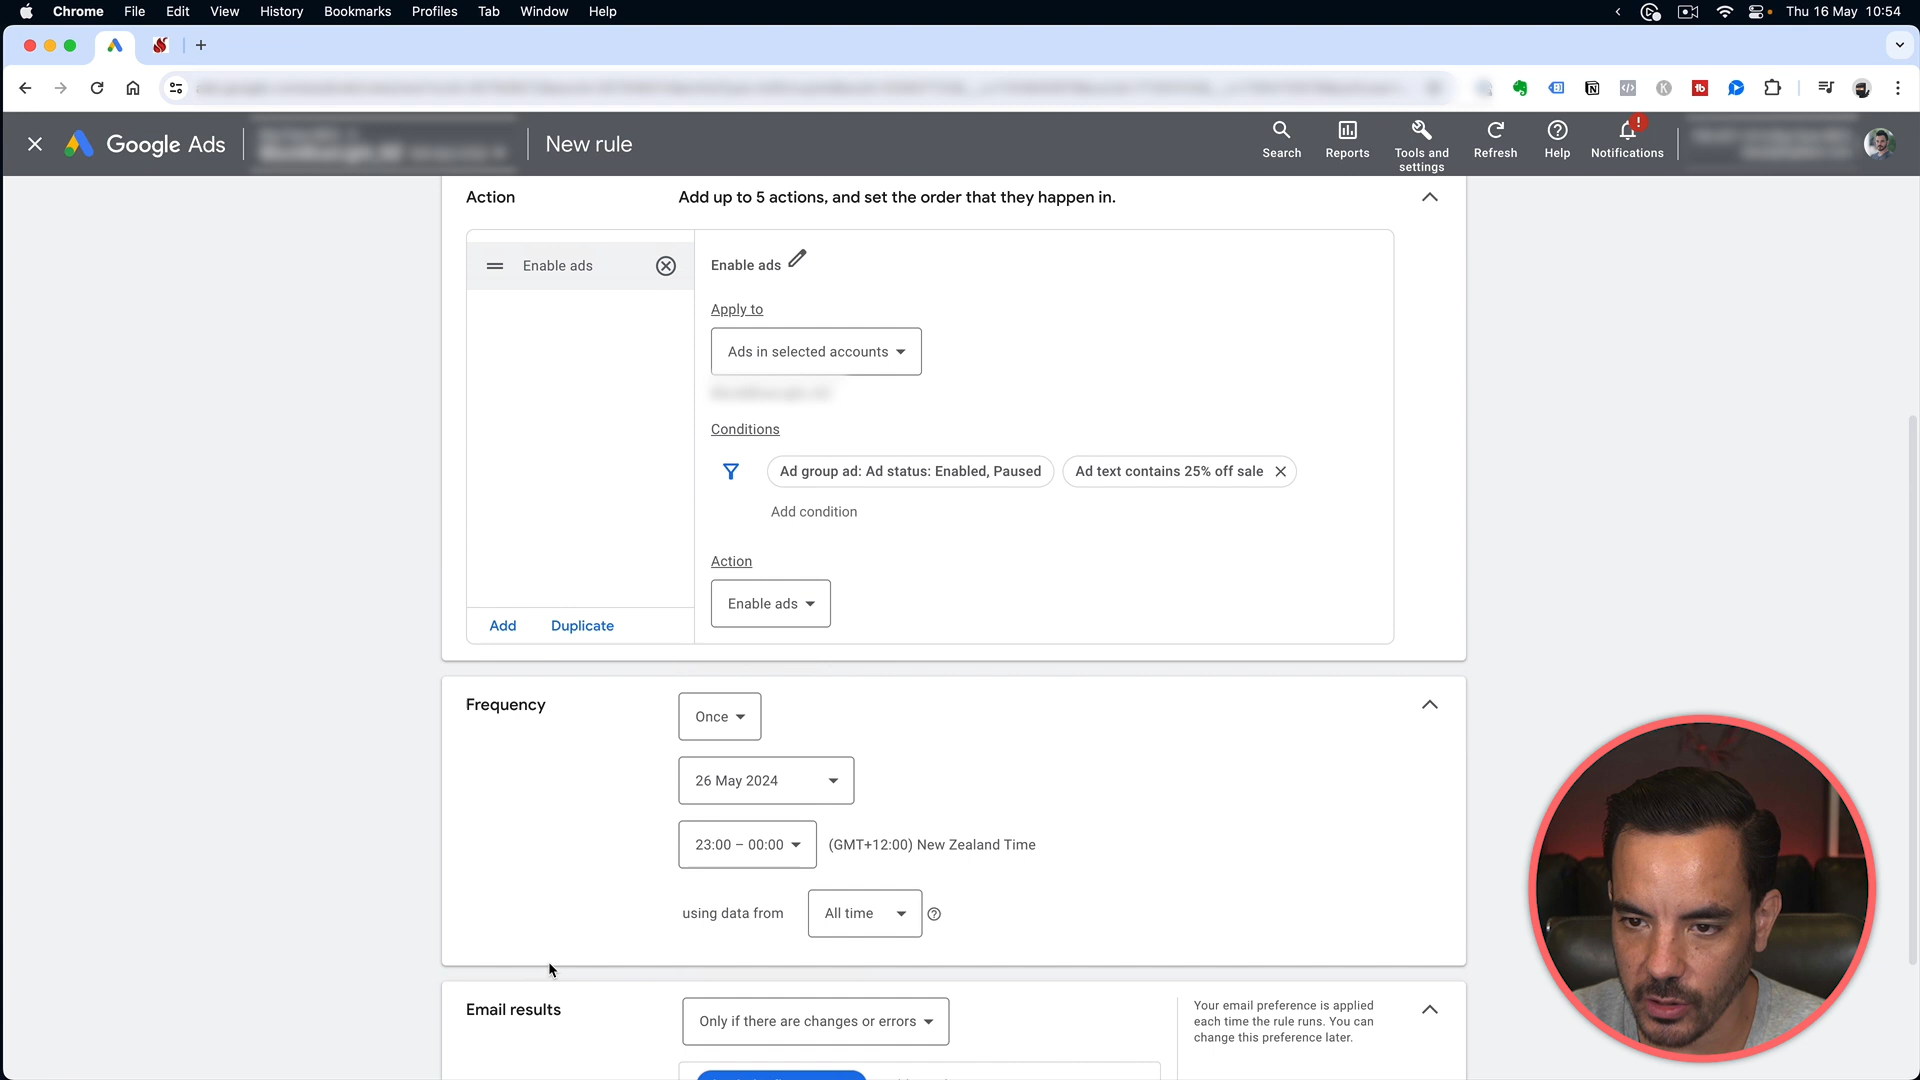 Chrome File Edit View History Bookmarks Profiles Tab Window Help Thu 16 May 10:54
Google Ads New rule Search Reports Tools and settings Refresh Help Notifications
Action Add up to 5 actions, and set the order that they happen in.
Enable ads
Enable ads
Apply to
Ads in selected accounts
Conditions
Ad group ad: Ad status: Enabled, Paused Ad text contains 25% off sale
Add condition
Action
Enable ads
Add Duplicate
Frequency
Once
26 May 2024
23:00 – 00:00 (GMT+12:00) New Zealand Time
using data from All time
Email results
Only if there are changes or errors
Your email preference is applied
each time the rule runs. You can
change this preference later.